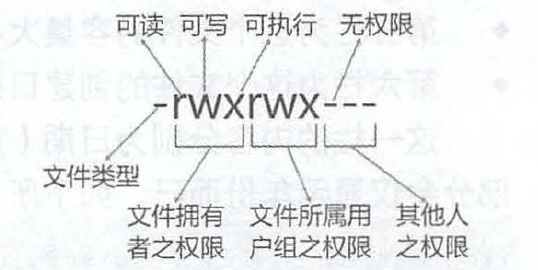 可读 可写 可执行 无权限
-rwxrwx---
文件类型
文件拥有 文件所属用 其他人
者之权限 户组之权限 之权限